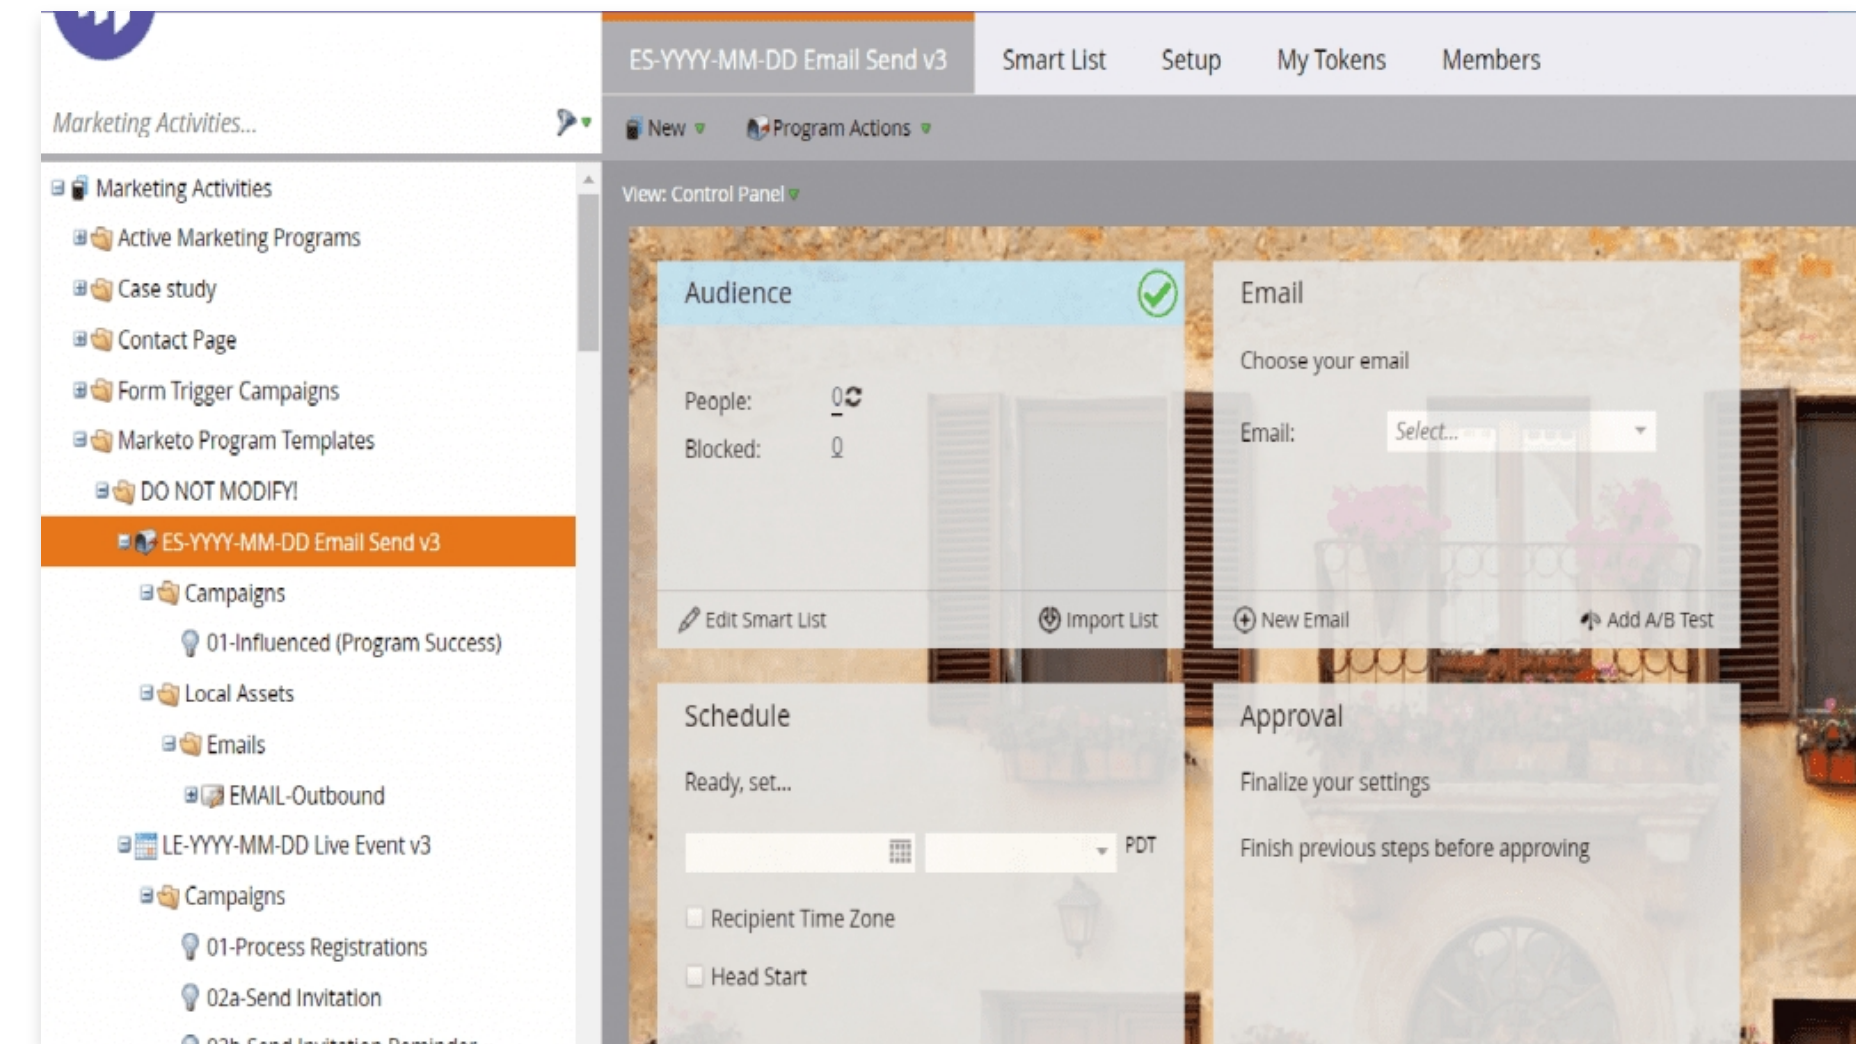 ES-YYYY-MM-DD Email Send v3
Smart List
Setup
My Tokens
Members
Marketing Activities...
New
Program Actions
View: Control Panel
Marketing Activities
Active Marketing Programs
Case study
Contact Page
Form Trigger Campaigns
Marketo Program Templates
DO NOT MODIFY!
ES-YYYY-MM-DD Email Send v3
Campaigns
01-Influenced (Program Success)
Local Assets
Emails
EMAIL-Outbound
LE-YYYY-MM-DD Live Event v3
Campaigns
01-Process Registrations
02a-Send Invitation
Audience
People: 0
Blocked: 0
Edit Smart List
Import List
Email
Choose your email
Email: Select...
New Email
Add A/B Test
Schedule
Ready, set...
PDT
Recipient Time Zone
Head Start
Approval
Finalize your settings
Finish previous steps before approving